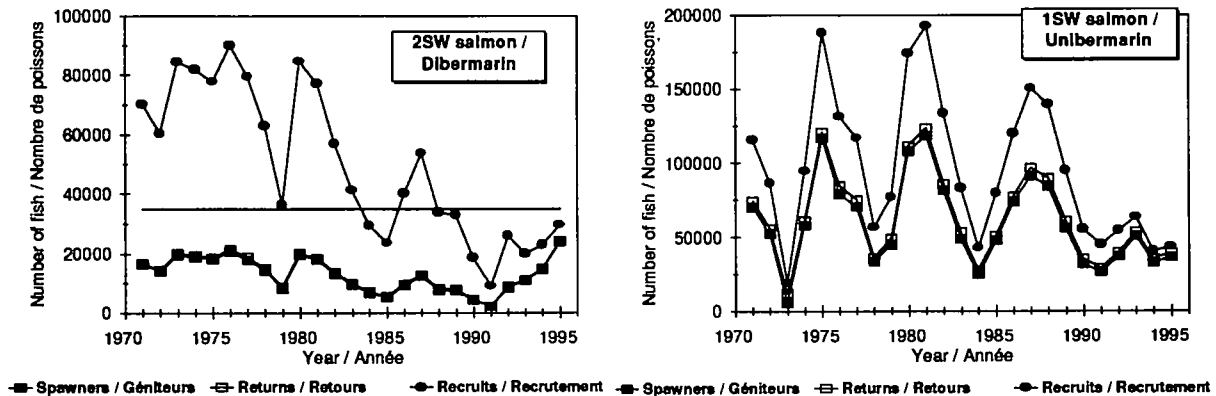 Number of fish / Nombre de poissons
100000
80000
60000
40000
20000
0
2SW salmon /
Dibermarin
1970 1975 1980 1985 1990 1995
Year / Année
Spawners / Géniteurs Returns / Retours Recruits / Recrutement
Number of fish / Nombre de poissons
200000
150000
100000
50000
0
1SW salmon /
Unibermarin
1970 1975 1980 1985 1990 1995
Year / Année
Spawners / Géniteurs Returns / Retours Recruits / Recrutement